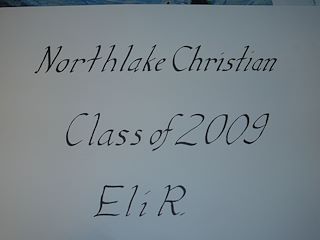 Northlake Christian
Class of 2009
Eli R.